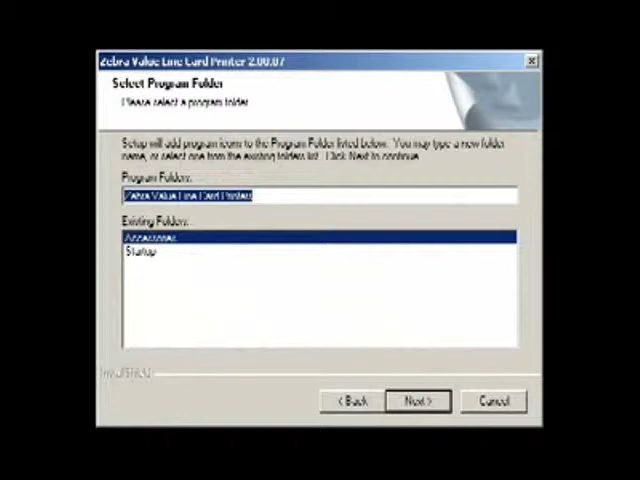 Zebra Value Line Card Printer 2.00.07
Select Program Folder
Please select a program folder.
Setup will add program icons to the Program Folder listed below. You may type a new folder
name, or select one from the existing folders list. Click Next to continue.
Program Folders:
Zebra Value Line Card Printers
Existing Folders:
Accessories
Startup
InstallShield
< Back
Next >
Cancel